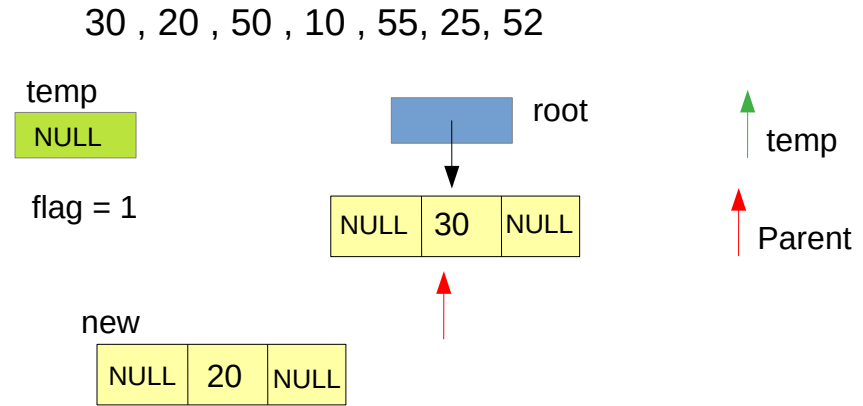 30 , 20 , 50 , 10 , 55, 25, 52
temp
NULL
root
temp
flag = 1
NULL 30 NULL
Parent
new
NULL 20 NULL